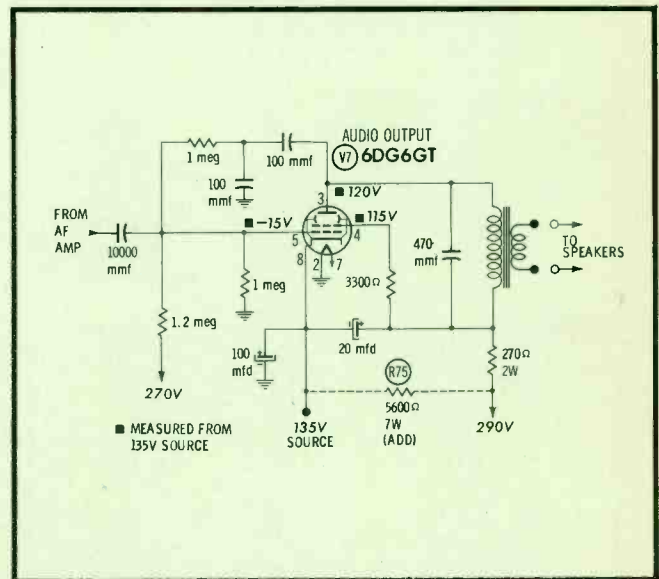 AUDIO OUTPUT
V7 6DG6GT
1 meg
100 mmf
100
mmf
3
■ 120V
FROM
AF
AMP
10000
mmf
■ -15V
5
8
2
7
■ 115V
4
1 meg
3300Ω
470
mmf
TO
SPEAKERS
1.2 meg
100
mfd
20 mfd
270Ω
2W
270V
R75
5600Ω
7W
(ADD)
135V
SOURCE
290V
■ MEASURED FROM
135V SOURCE